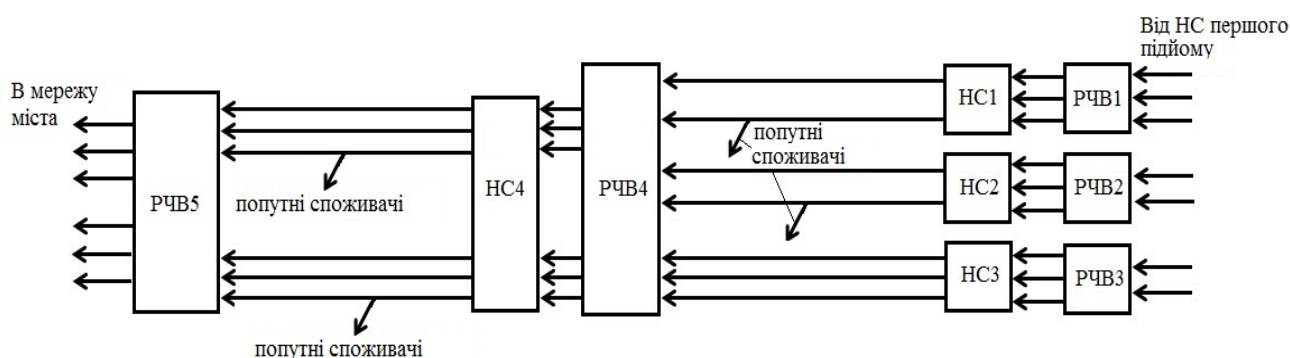 Від НС першого
підйому
В мережу
міста
НС1
РЧВ1
попутні
споживачі
НС4
РЧВ4
НС2
РЧВ2
РЧВ5
попутні споживачі
НС3
РЧВ3
попутні споживачі